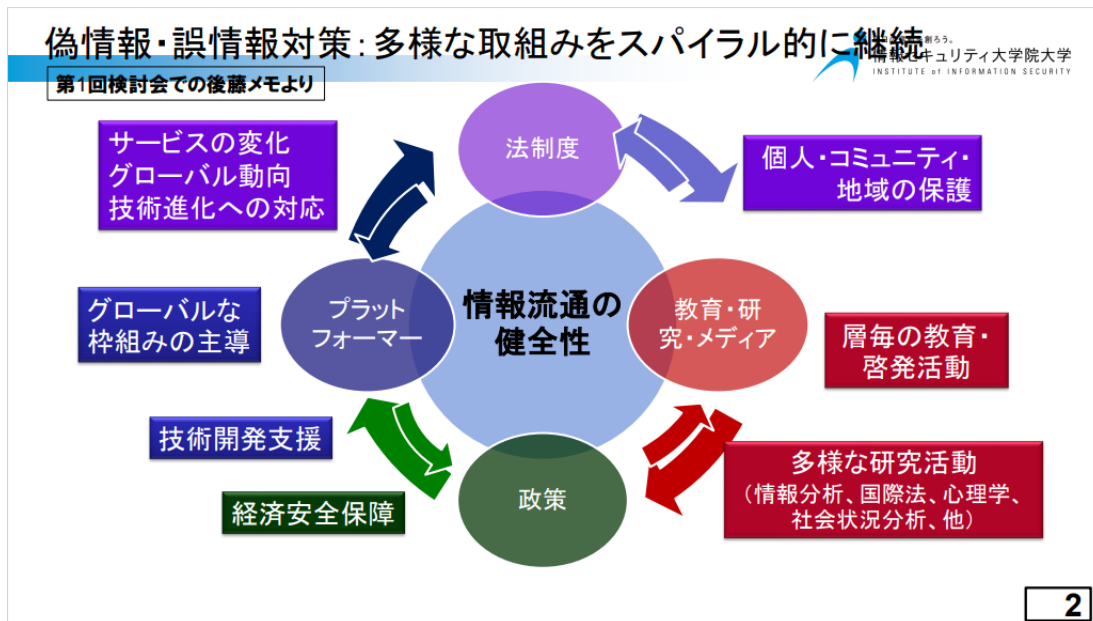 偽情報・誤情報対策:多様な取組みをスパイラル的に継続
情報セキュリティ大学院大学
INSTITUTE of INFORMATION SECURITY
第1回検討会での後藤メモより
サービスの変化
グローバル動向
技術進化への対応
法制度
個人・コミュニティ・
地域の保護
グローバルな
枠組みの主導
プラット
フォーマー
情報流通の
健全性
教育・研
究・メディア
層毎の教育・
啓発活動
技術開発支援
経済安全保障
政策
多様な研究活動
(情報分析、国際法、心理学、
社会状況分析、他)
2